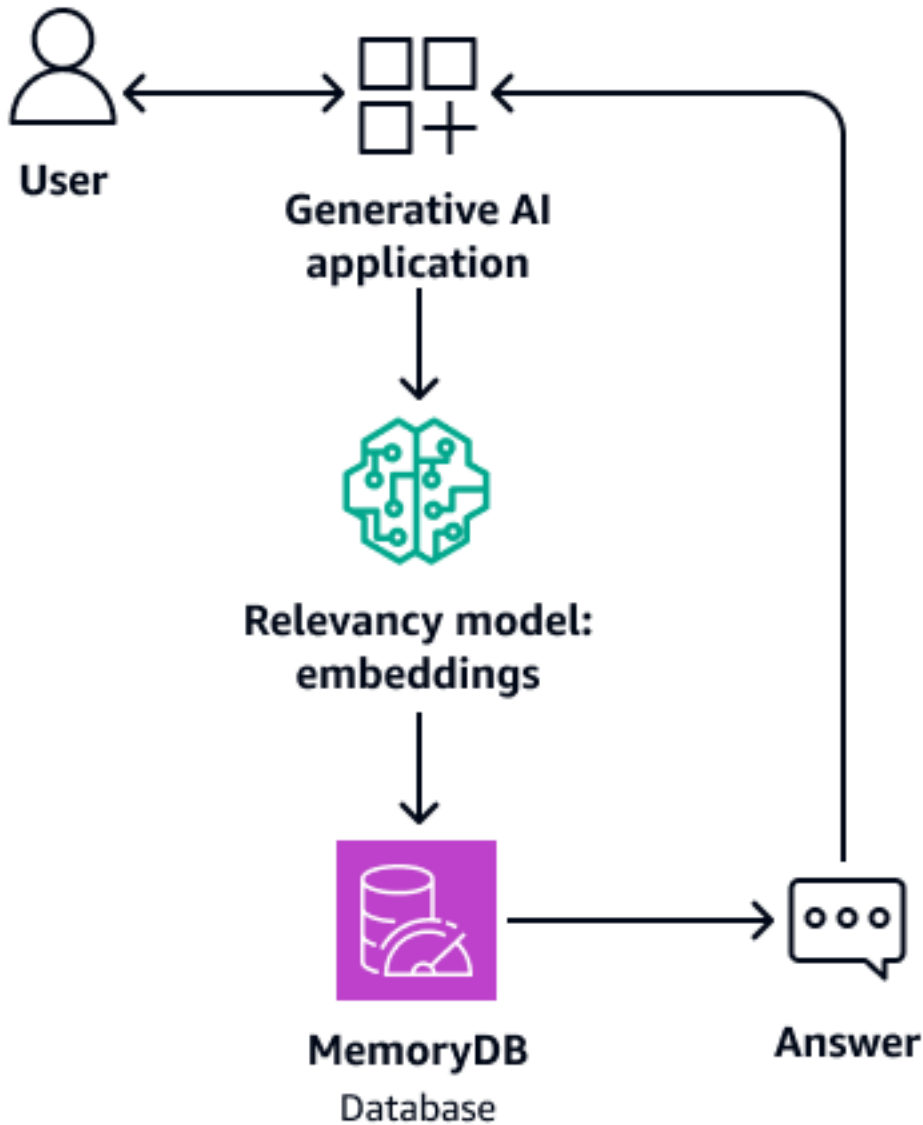 User
Generative AI
application
Relevancy model:
embeddings
MemoryDB
Database
Answer